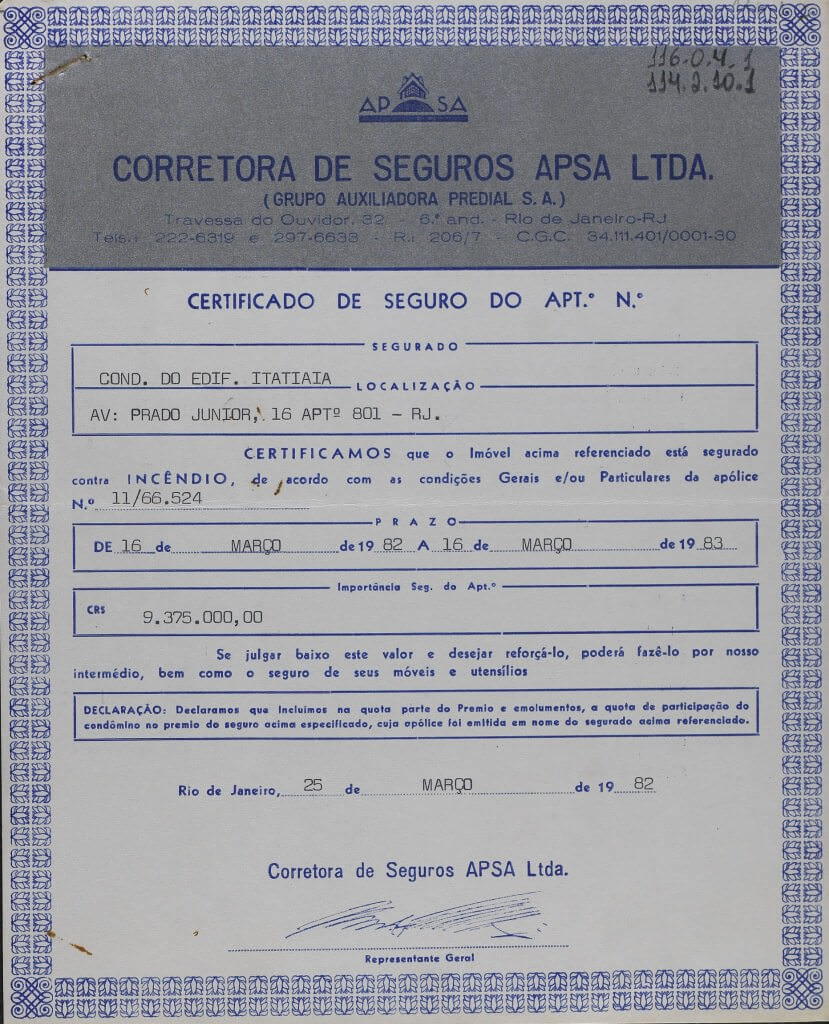 116.0.4.1
114.2.10.1
APSA
CORRETORA DE SEGUROS APSA LTDA.
(GRUPO AUXILIADORA PREDIAL S.A.)
Travessa do Ouvidor, 32 - 6.º and. - Rio de Janeiro-RJ
Tels.: 222-6319 e 297-6633 - R.: 206/7 - C.G.C. 34.111.401/0001-30
CERTIFICADO DE SEGURO DO APT.º N.º
SEGURADO
COND. DO EDIF. ITATIAIA
LOCALIZAÇÃO
AV: PRADO JUNIOR, 16 APTº 801 - RJ.
CERTIFICAMOS que o Imóvel acima referenciado está segurado
contra INCÊNDIO, de acordo com as condições Gerais e/ou Particulares da apólice
N.º 11/66.524
PRAZO
DE 16 de MARÇO de 19 82 A 16 de MARÇO de 19 83
Importância Seg. do Apt.º
CR$ 9.375.000,00
Se julgar baixo este valor e desejar reforçá-lo, poderá fazê-lo por nosso
intermédio, bem como o seguro de seus móveis e utensílios
DECLARAÇÃO: Declaramos que incluimos na quota parte do Premio e emolumentos, a quota de participação do
condômino no premio do seguro acima especificado, cuja apólice foi emitida em nome do segurado acima referenciado.
Rio de Janeiro, 25 de MARÇO de 19 82
Corretora de Seguros APSA Ltda.
Representante Geral